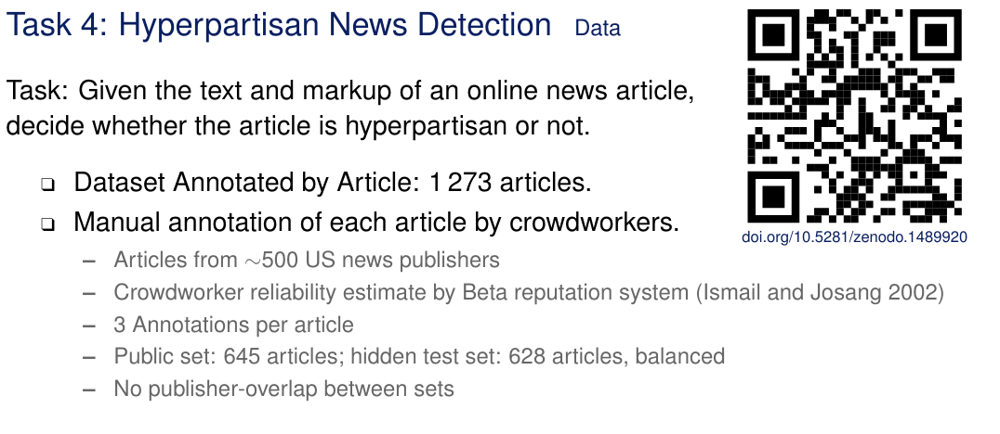 Task 4: Hyperpartisan News Detection Data
Task: Given the text and markup of an online news article,
decide whether the article is hyperpartisan or not.
❏ Dataset Annotated by Article: 1 273 articles.
❏ Manual annotation of each article by crowdworkers.
doi.org/10.5281/zenodo.1489920
– Articles from ~500 US news publishers
– Crowdworker reliability estimate by Beta reputation system (Ismail and Josang 2002)
– 3 Annotations per article
– Public set: 645 articles; hidden test set: 628 articles, balanced
– No publisher-overlap between sets